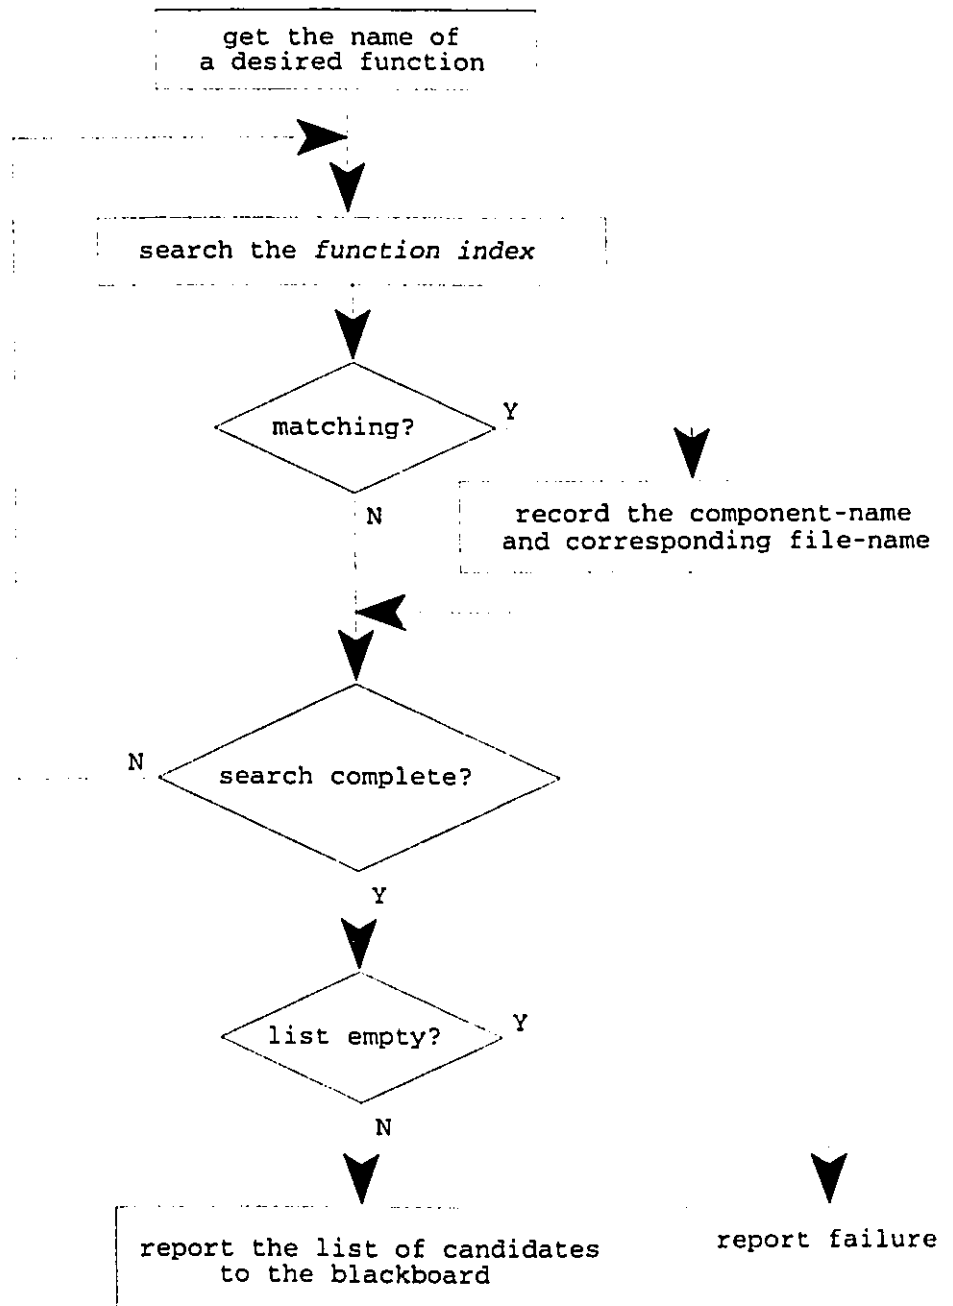 get the name of
a desired function
search the function index
matching?
Y
N
record the component-name
and corresponding file-name
N
search complete?
Y
list empty?
Y
N
report the list of candidates
to the blackboard
report failure